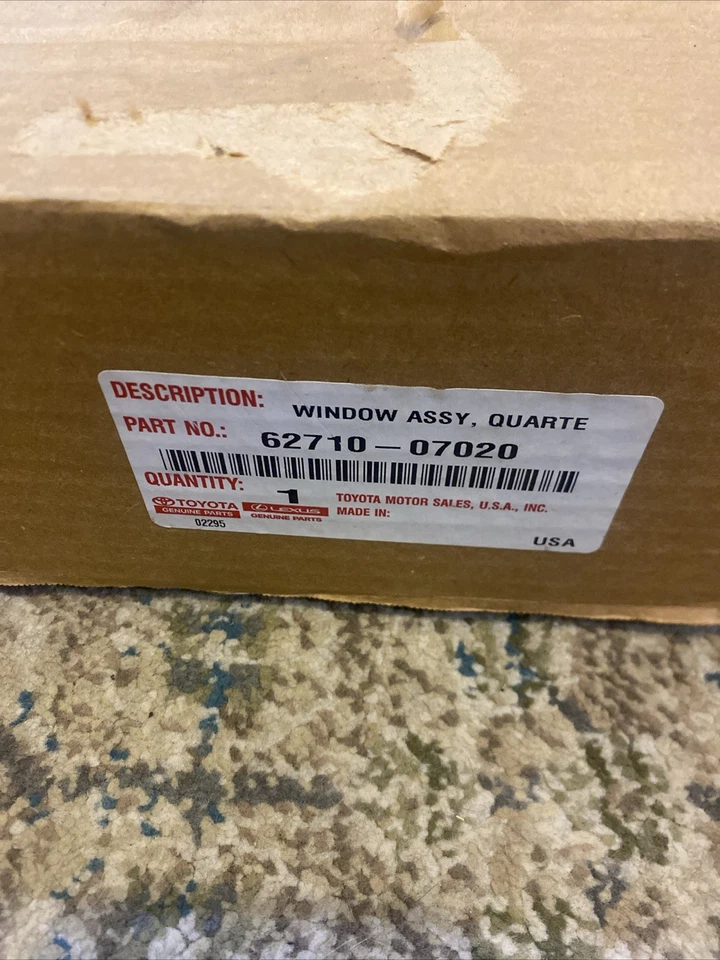 DESCRIPTION: WINDOW ASSY, QUARTE
PART NO.: 62710-07020
QUANTITY: 1
TOYOTA
GENUINE PARTS
LEXUS
GENUINE PARTS
02295
TOYOTA MOTOR SALES, U.S.A., INC.
MADE IN:
USA